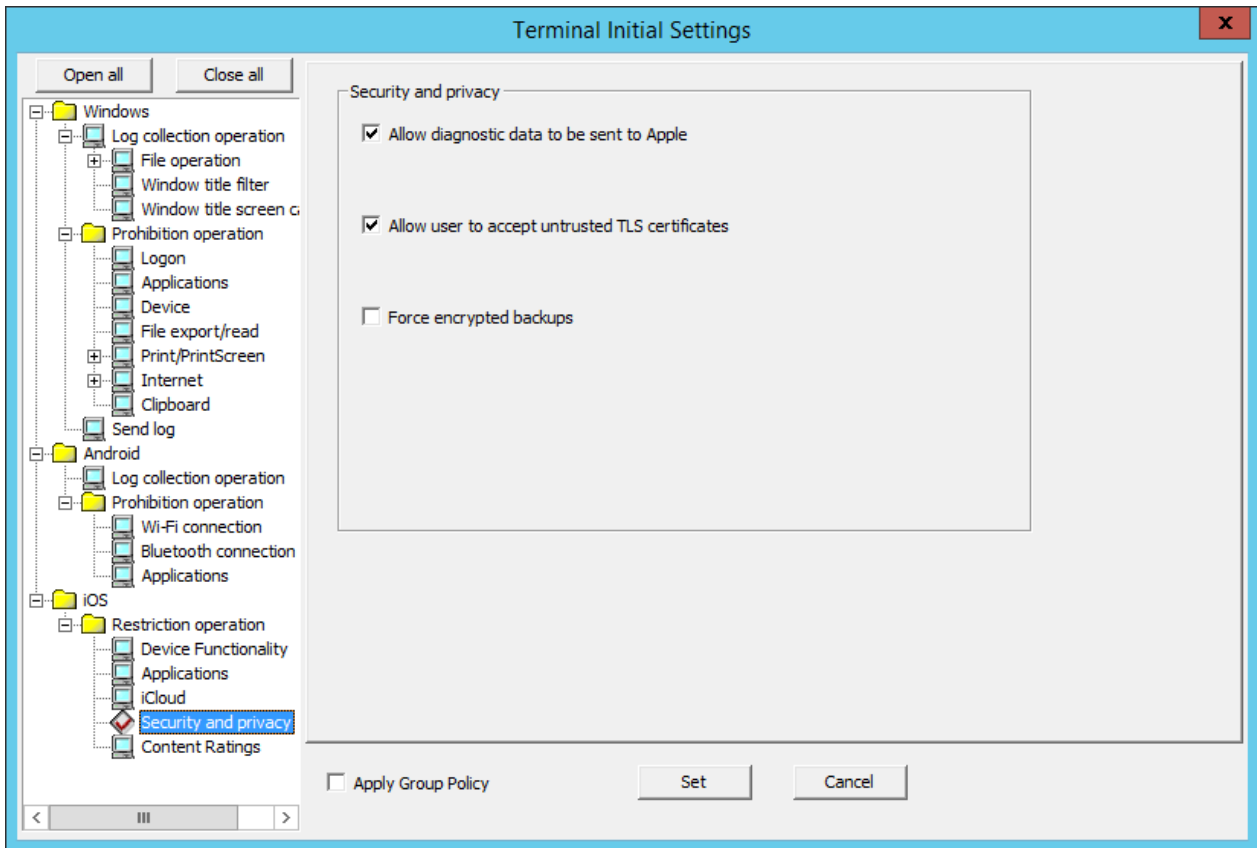 Terminal Initial Settings
x
Open all
Close all
Windows
Log collection operation
File operation
Window title filter
Window title screen
Prohibition operation
Logon
Applications
Device
File export/read
Print/PrintScreen
Internet
Clipboard
Send log
Android
Log collection operation
Prohibition operation
Wi-Fi connection
Bluetooth connection
Applications
iOS
Restriction operation
Device Functionality
Applications
iCloud
Security and privacy
Content Ratings
Security and privacy
Allow diagnostic data to be sent to Apple
Allow user to accept untrusted TLS certificates
Force encrypted backups
Apply Group Policy
Set
Cancel